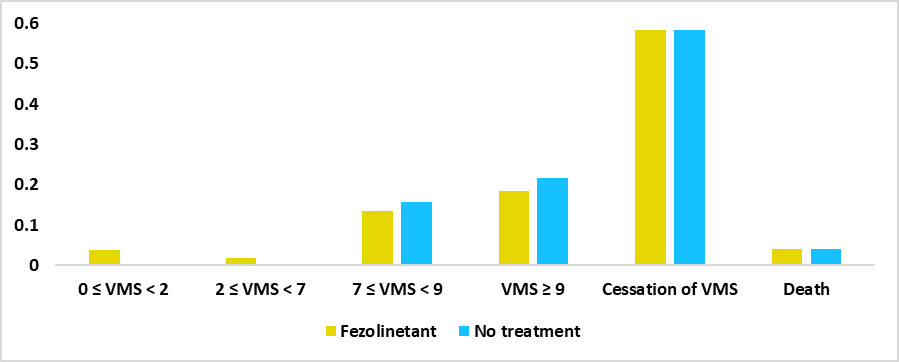 0.6
0.5
0.4
0.3
0.2
0.1
0
0 ≤ VMS < 2
2 ≤ VMS < 7
7 ≤ VMS < 9
VMS ≥ 9
Cessation of VMS
Death
Fezolinetant
No treatment